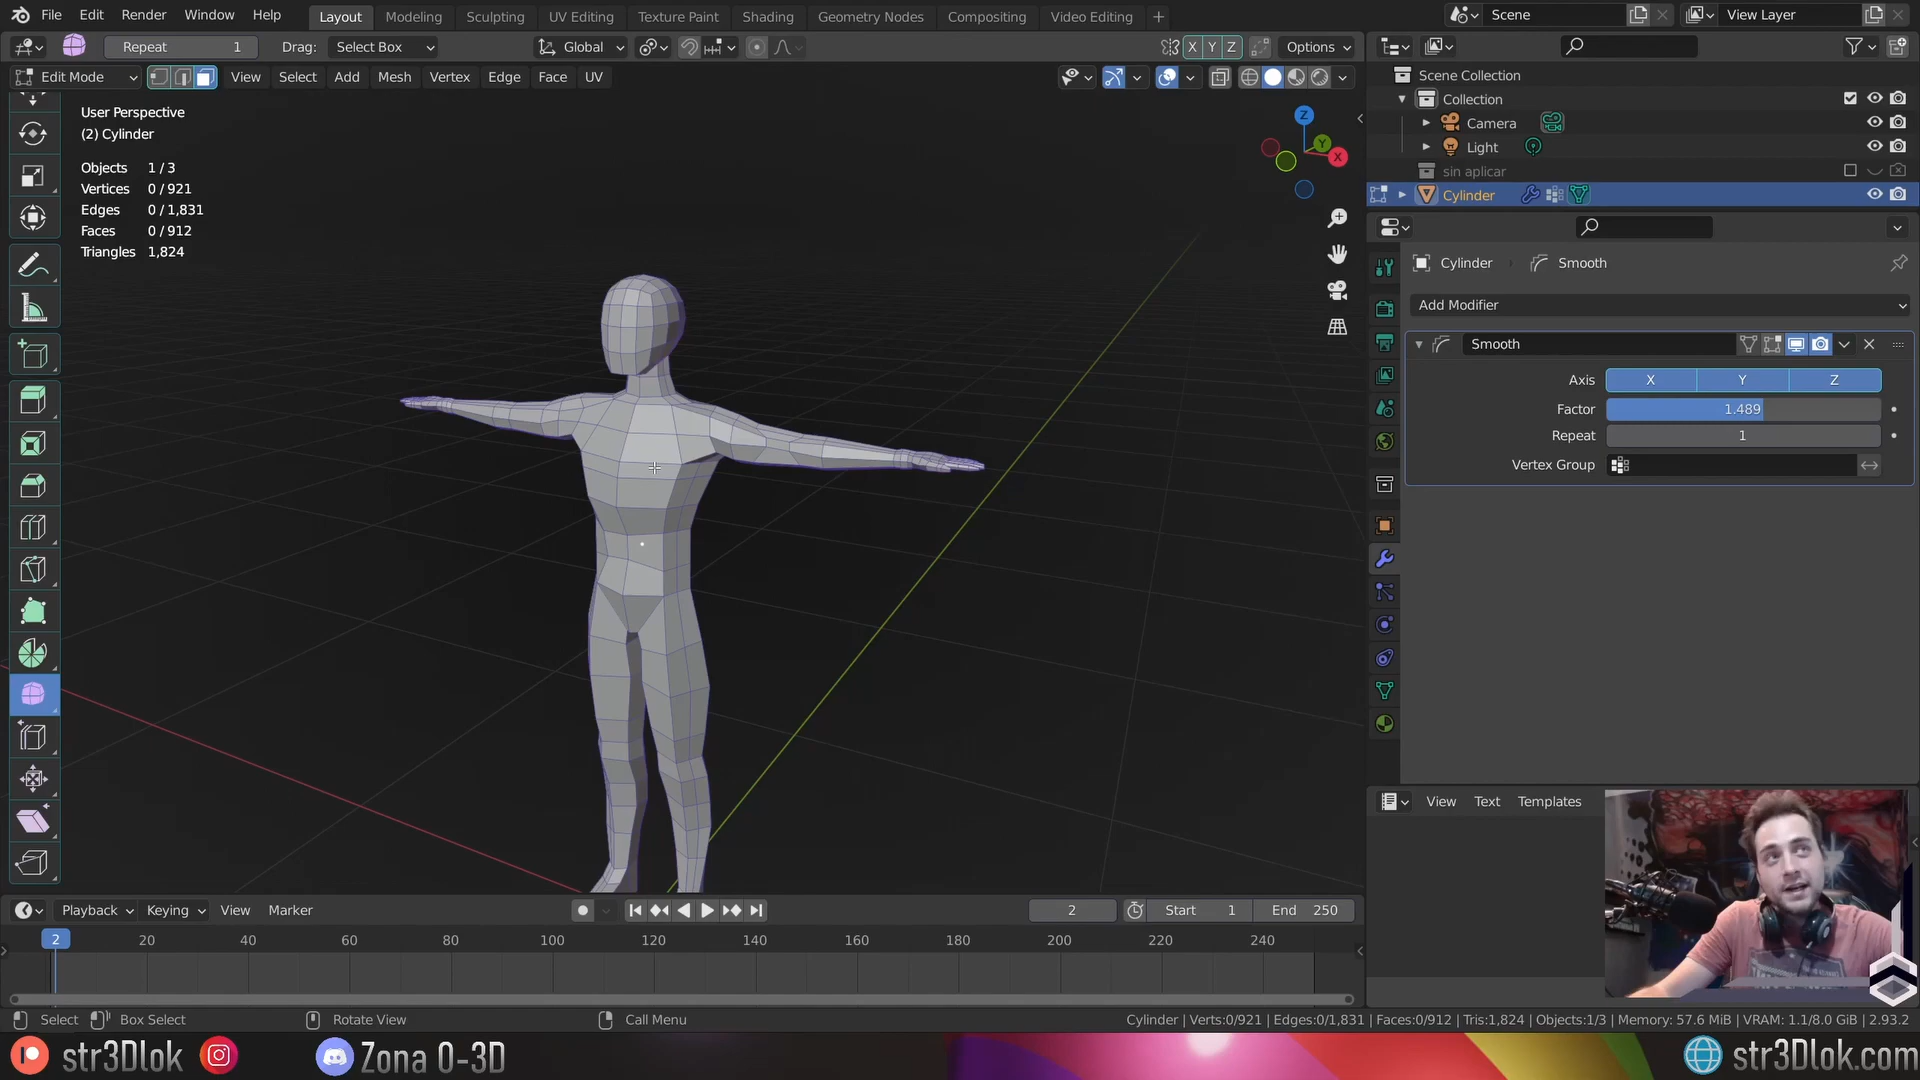 File Edit Render Window Help Layout Modeling Sculpting UV Editing Texture Paint Shading Geometry Nodes Compositing Video Editing + Scene View Layer
Repeat 1 Drag: Select Box Global X Y Z Options
Edit Mode View Select Add Mesh Vertex Edge Face UV
Scene Collection
Collection
Camera
Light
sin aplicar
Cylinder
User Perspective
(2) Cylinder
Objects 1 / 3
Vertices 0 / 921
Edges 0 / 1,831
Faces 0 / 912
Triangles 1,824
Z
Y
X
Cylinder Smooth
Add Modifier
Smooth
Axis X Y Z
Factor 1.489
Repeat 1
Vertex Group
View Text Templates
Playback Keying View Marker 2 Start 1 End 250
2 20 40 60 80 100 120 140 160 180 200 220 240
Select Box Select Rotate View Call Menu Cylinder | Verts:0/921 | Edges:0/1,831 | Faces:0/912 | Tris:1,824 | Objects:1/3 | Memory: 57.6 MiB | VRAM: 1.1/8.0 GiB | 2.93.2
str3Dlok Zona 0-3D str3Dlok.com